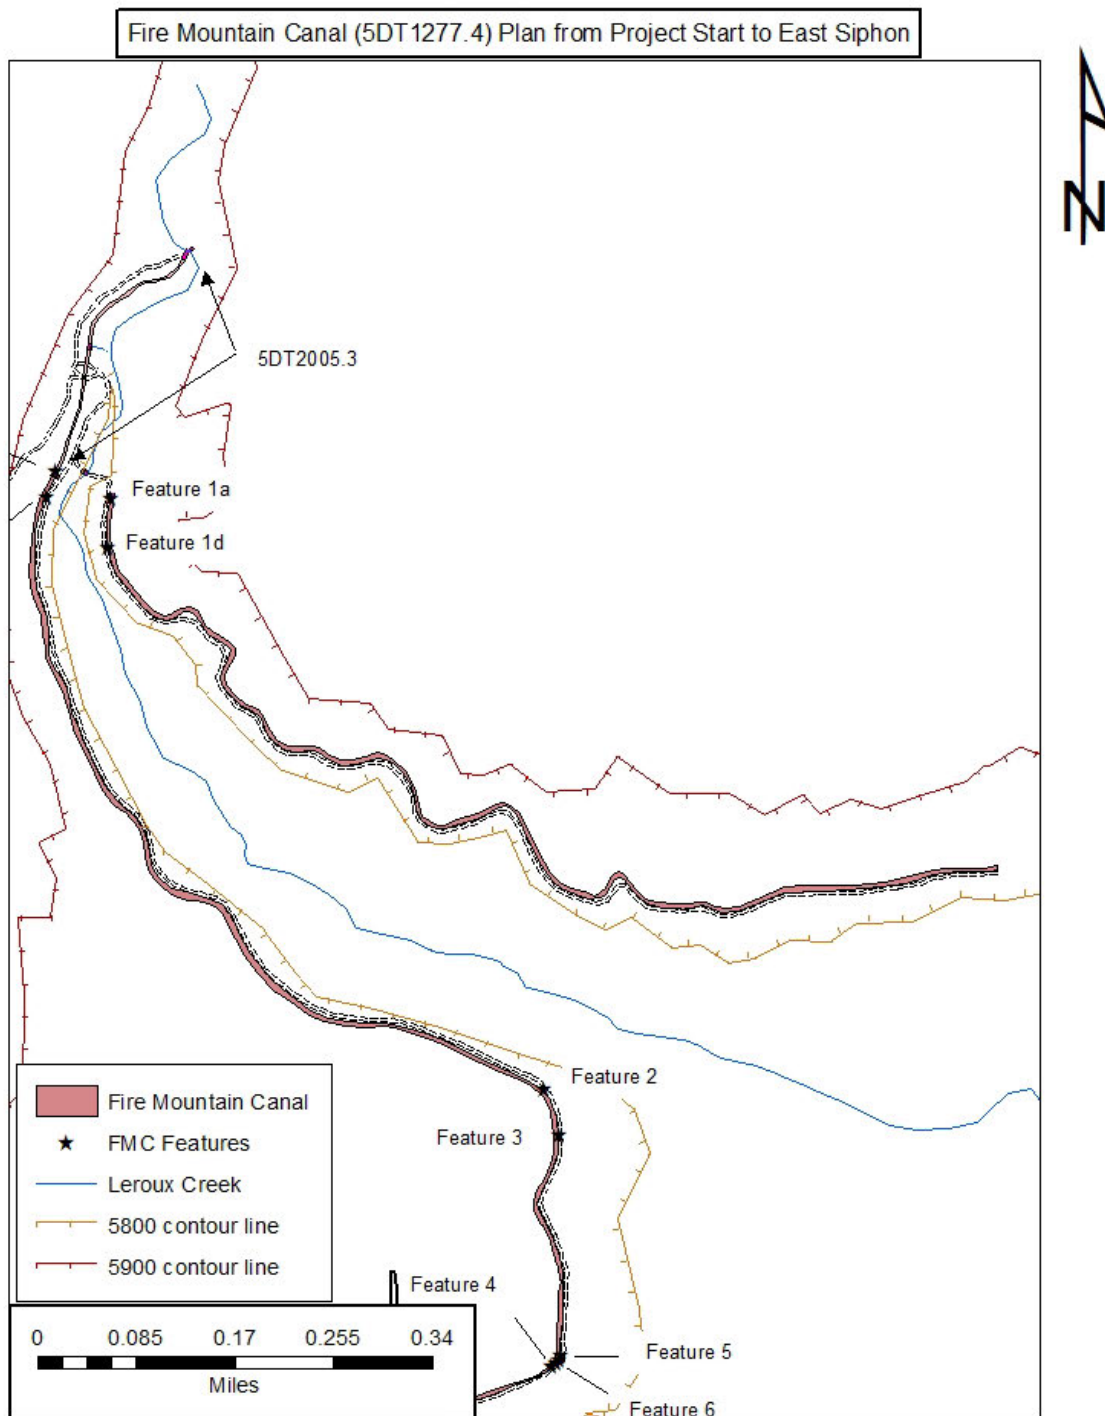 Fire Mountain Canal (5DT1277.4) Plan from Project Start to East Siphon
N
5DT2005.3
Feature 1a
Feature 1d
Feature 2
Feature 3
Feature 4
Feature 5
Feature 6
Fire Mountain Canal
FMC Features
Leroux Creek
5800 contour line
5900 contour line
0 0.085 0.17 0.255 0.34
Miles